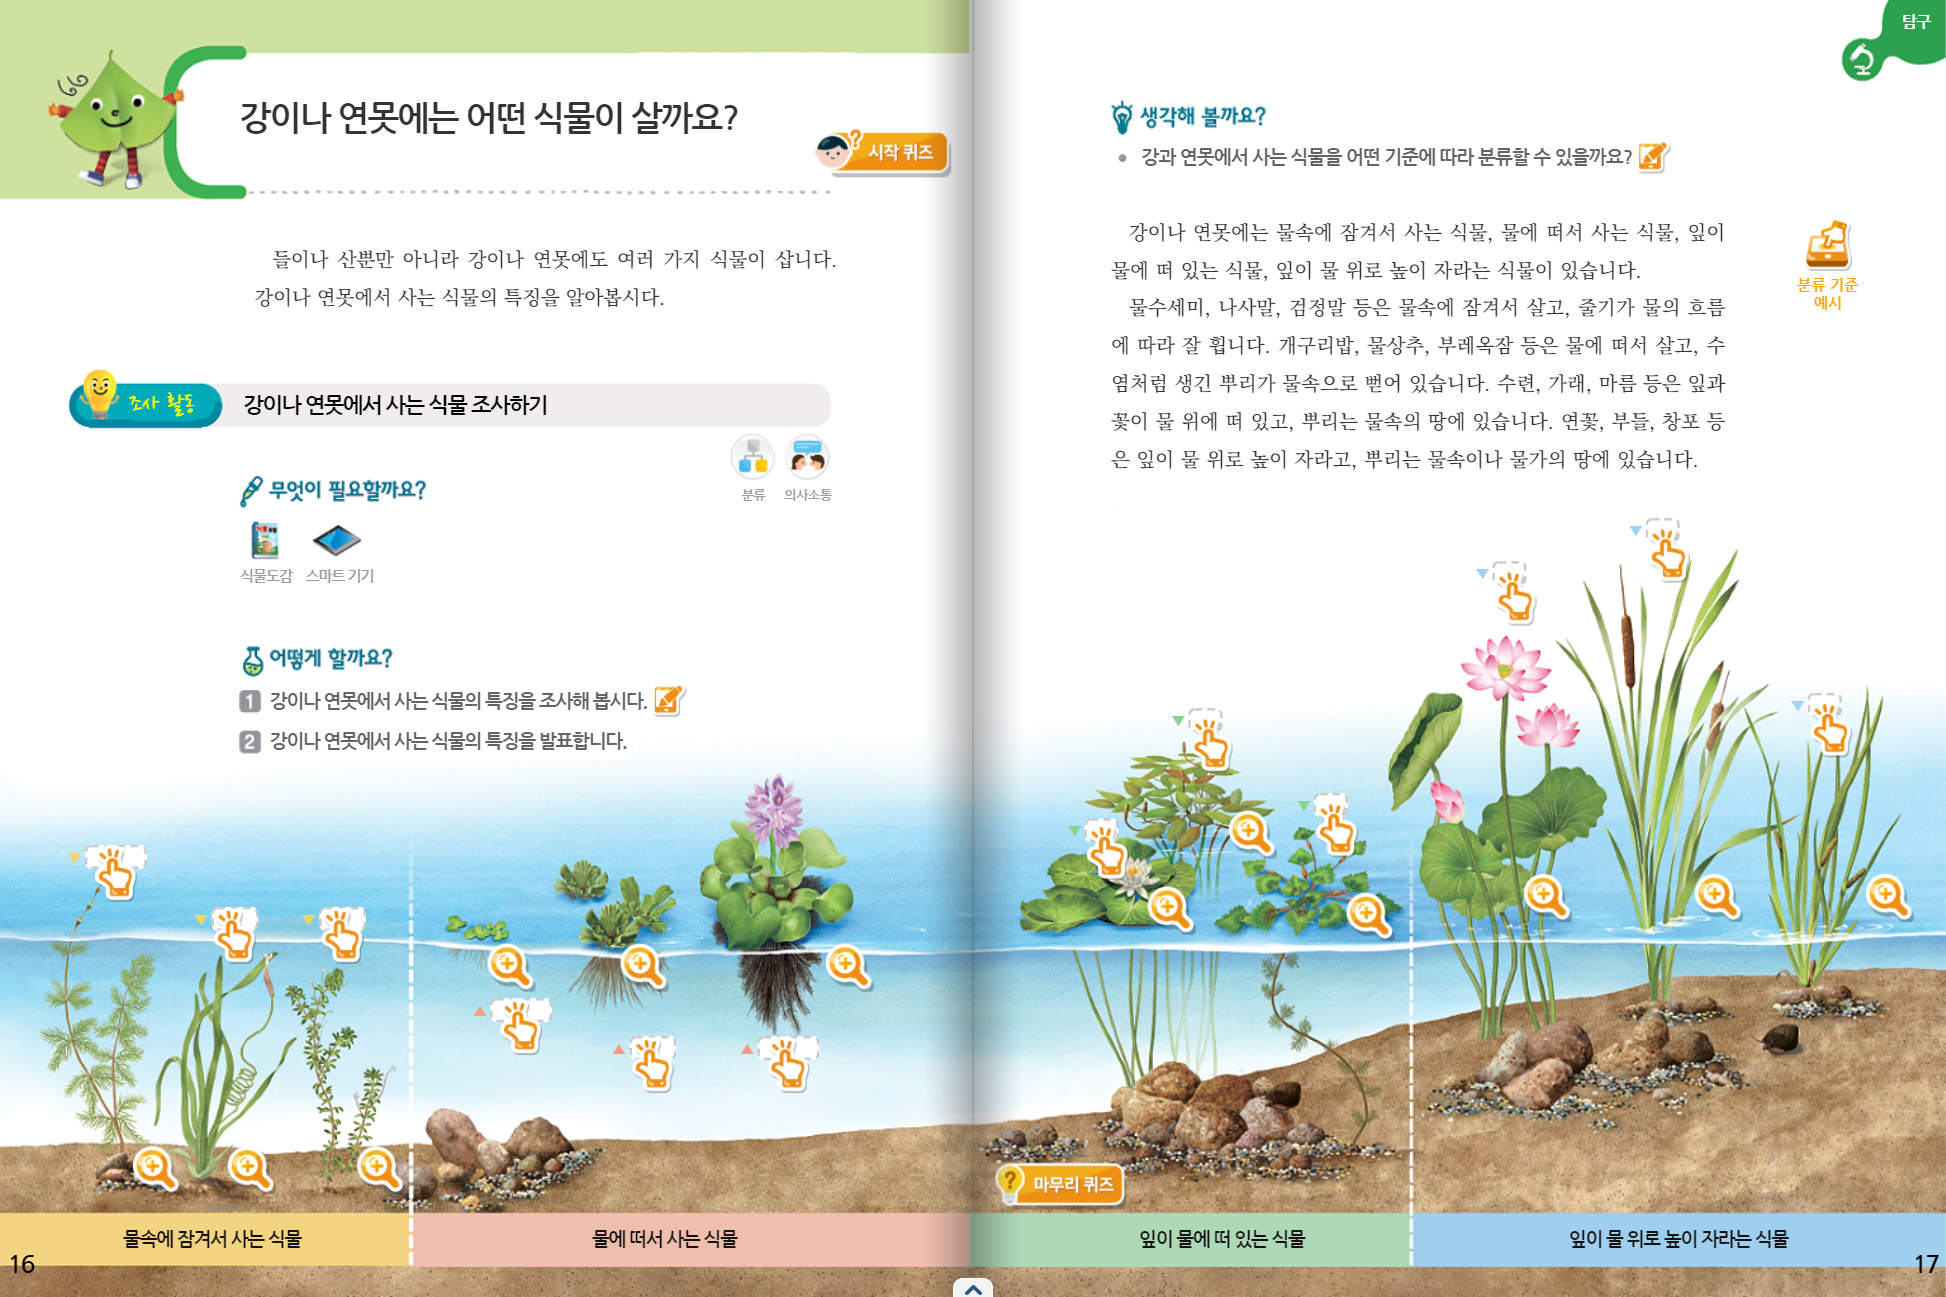 강이나 연못에는 어떤 식물이 살까요?
시작 퀴즈
들이나 산뿐만 아니라 강이나 연못에도 여러 가지 식물이 삽니다.
강이나 연못에서 사는 식물의 특징을 알아봅시다.
조사 활동
강이나 연못에서 사는 식물 조사하기
분류
의사소통
무엇이 필요할까요?
식물도감
스마트 기기
어떻게 할까요?
1 강이나 연못에서 사는 식물의 특징을 조사해 봅시다.
2 강이나 연못에서 사는 식물의 특징을 발표합니다.
물속에 잠겨서 사는 식물
물에 떠서 사는 식물
16
탐구
생각해 볼까요?
• 강과 연못에서 사는 식물을 어떤 기준에 따라 분류할 수 있을까요?
강이나 연못에는 물속에 잠겨서 사는 식물, 물에 떠서 사는 식물, 잎이
물에 떠 있는 식물, 잎이 물 위로 높이 자라는 식물이 있습니다.
물수세미, 나사말, 검정말 등은 물속에 잠겨서 살고, 줄기가 물의 흐름
에 따라 잘 휩니다. 개구리밥, 물상추, 부레옥잠 등은 물에 떠서 살고, 수
염처럼 생긴 뿌리가 물속으로 뻗어 있습니다. 수련, 가래, 마름 등은 잎과
꽃이 물 위에 떠 있고, 뿌리는 물속의 땅에 있습니다. 연꽃, 부들, 창포 등
은 잎이 물 위로 높이 자라고, 뿌리는 물속이나 물가의 땅에 있습니다.
분류 기준
예시
마무리 퀴즈
잎이 물에 떠 있는 식물
잎이 물 위로 높이 자라는 식물
17